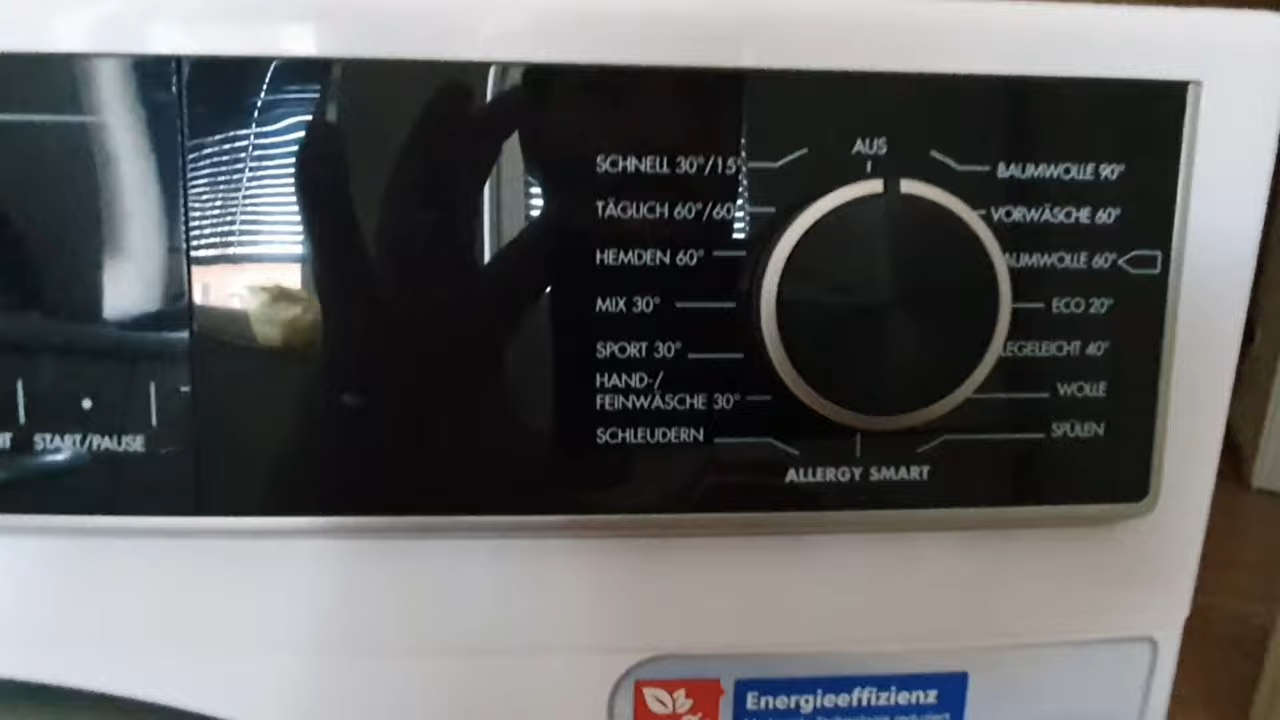 AUS
SCHNELL 30°/15'
TÄGLICH 60°/60
HEMDEN 60°
MIX 30°
SPORT 30°
HAND-/
FEINWÄSCHE 30°
SCHLEUDERN
ALLERGY SMART
BAUMWOLLE 90°
VORWÄSCHE 60°
AUMWOLLE 60°
ECO 20°
LEGELEICHT 40°
WOLLE
SPÜLEN
START/PAUSE
Energieeffizienz